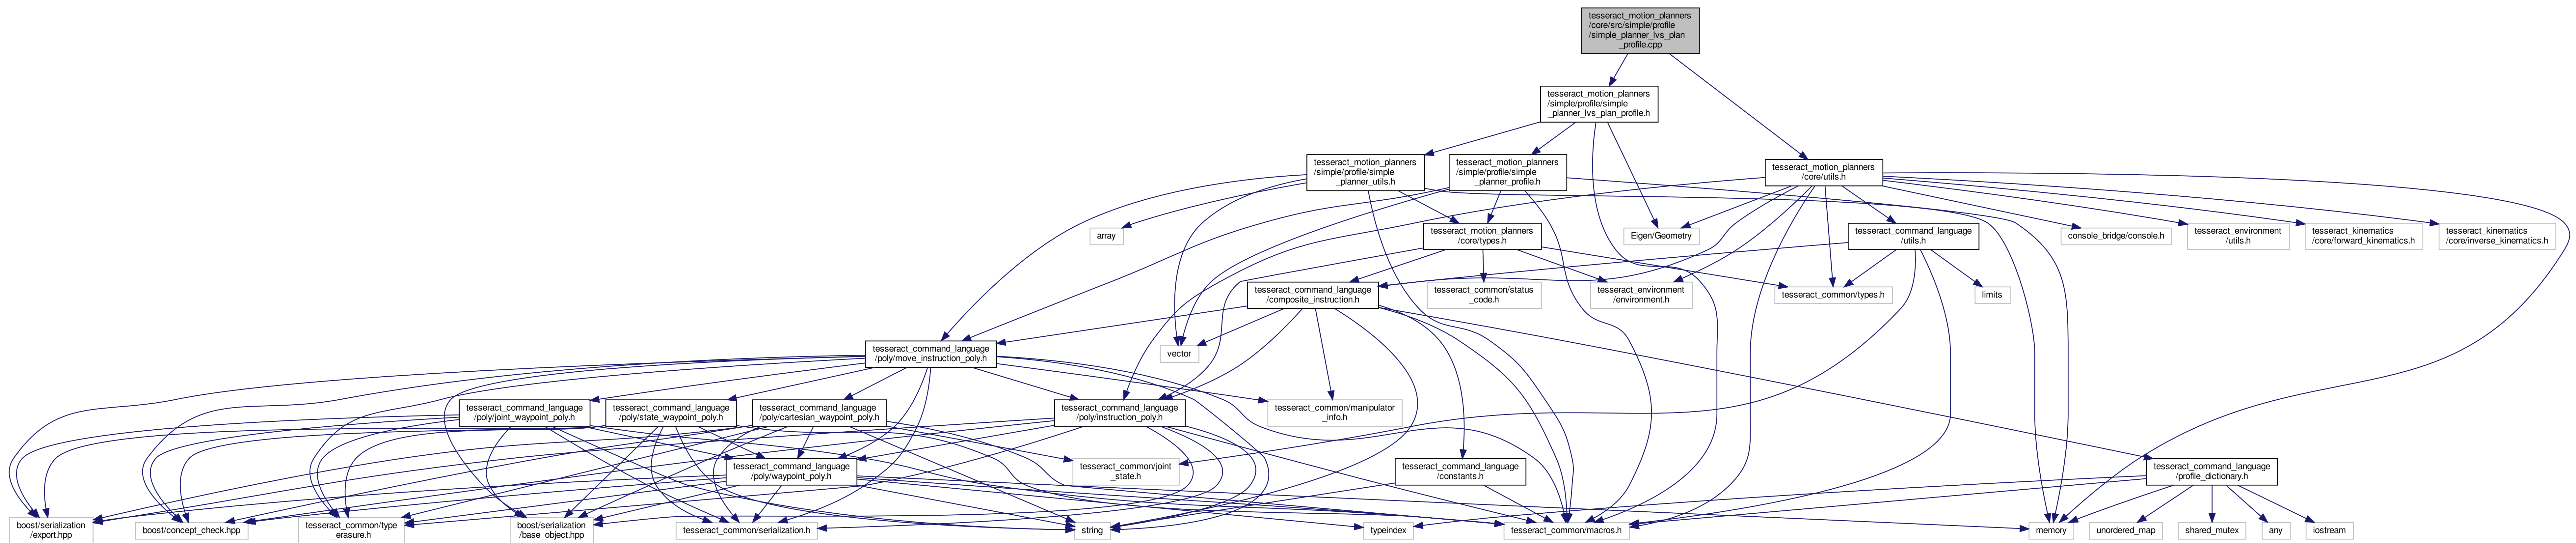 tesseract_motion_planners
/core/src/simple/profile
/simple_planner_lvs_plan
_profile.cpp
tesseract_motion_planners
/simple/profile/simple
_planner_lvs_plan_profile.h
tesseract_motion_planners
/simple/profile/simple
_planner_utils.h
tesseract_motion_planners
/simple/profile/simple
_planner_profile.h
tesseract_motion_planners
/core/utils.h
array
tesseract_motion_planners
/core/types.h
Eigen/Geometry
tesseract_command_language
/utils.h
console_bridge/console.h
tesseract_environment
/utils.h
tesseract_kinematics
/core/forward_kinematics.h
tesseract_kinematics
/core/inverse_kinematics.h
tesseract_command_language
/composite_instruction.h
tesseract_common/status
_code.h
tesseract_environment
/environment.h
tesseract_common/types.h
limits
tesseract_command_language
/poly/move_instruction_poly.h
vector
tesseract_command_language
/poly/joint_waypoint_poly.h
tesseract_command_language
/poly/state_waypoint_poly.h
tesseract_command_language
/poly/cartesian_waypoint_poly.h
tesseract_command_language
/poly/instruction_poly.h
tesseract_common/manipulator
_info.h
tesseract_command_language
/poly/waypoint_poly.h
tesseract_common/joint
_state.h
tesseract_command_language
/constants.h
tesseract_command_language
/profile_dictionary.h
boost/serialization
/export.hpp
boost/concept_check.hpp
tesseract_common/type
_erasure.h
boost/serialization
/base_object.hpp
tesseract_common/serialization.h
string
typeindex
tesseract_common/macros.h
memory
unordered_map
shared_mutex
any
iostream